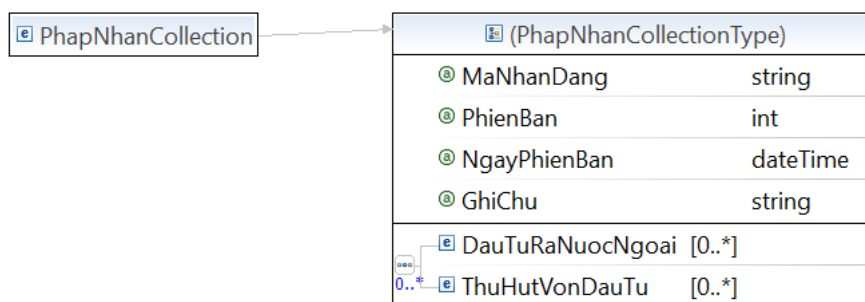 PhapNhanCollection
(PhapNhanCollectionType)
MaNhanDang string
PhienBan int
NgayPhienBan dateTime
GhiChu string
DauTuRaNuocNgoai [0..*]
0..*
ThuHutVonDauTu [0..*]